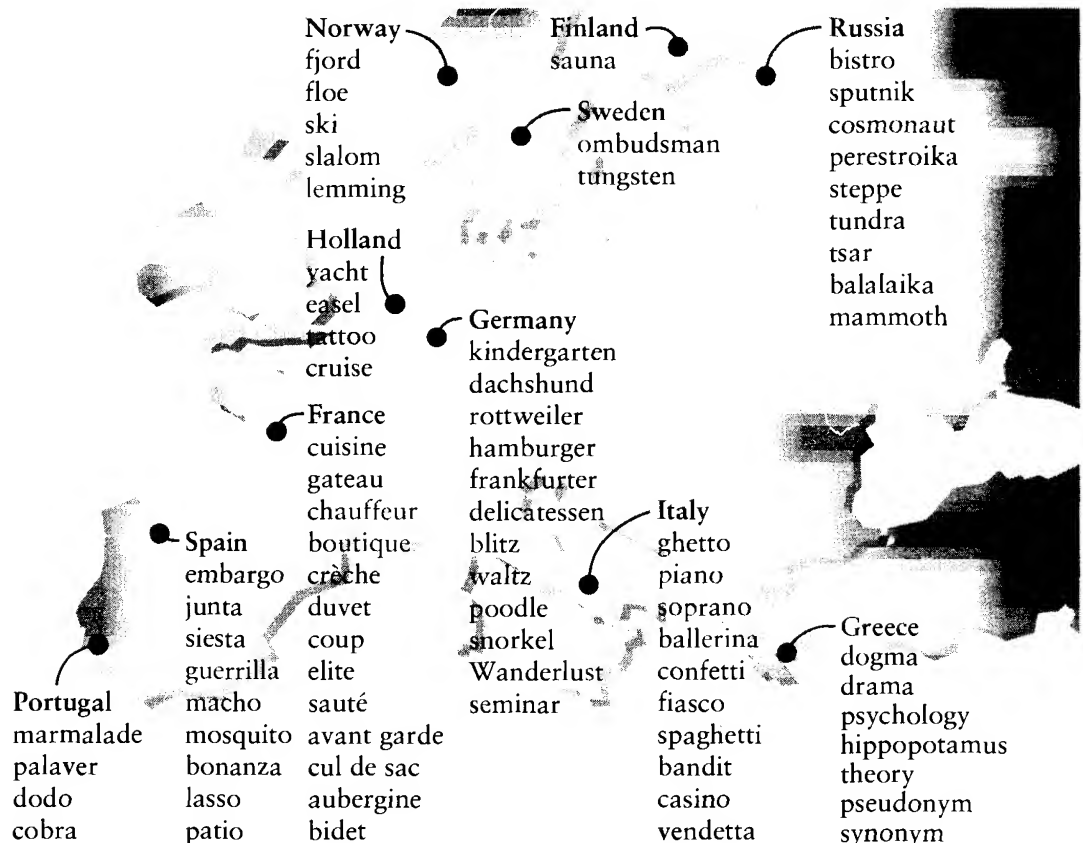 Norway
fjord
floe
ski
slalom
lemming
Finland
sauna
Sweden
ombudsman
tungsten
Russia
bistro
sputnik
cosmonaut
perestroika
steppe
tundra
tsar
balalaika
mammoth
Holland
yacht
easel
tattoo
cruise
Germany
kindergarten
dachshund
rottweiler
hamburger
frankfurter
delicatessen
blitz
waltz
poodle
snorkel
Wanderlust
seminar
France
cuisine
gateau
chauffeur
boutique
crèche
duvet
coup
elite
sauté
avant garde
cul de sac
aubergine
bidet
Spain
embargo
junta
siesta
guerrilla
macho
mosquito
bonanza
lasso
patio
Portugal
marmalade
palaver
dodo
cobra
Italy
ghetto
piano
soprano
ballerina
confetti
fiasco
spaghetti
bandit
casino
vendetta
Greece
dogma
drama
psychology
hippopotamus
theory
pseudonym
synonym